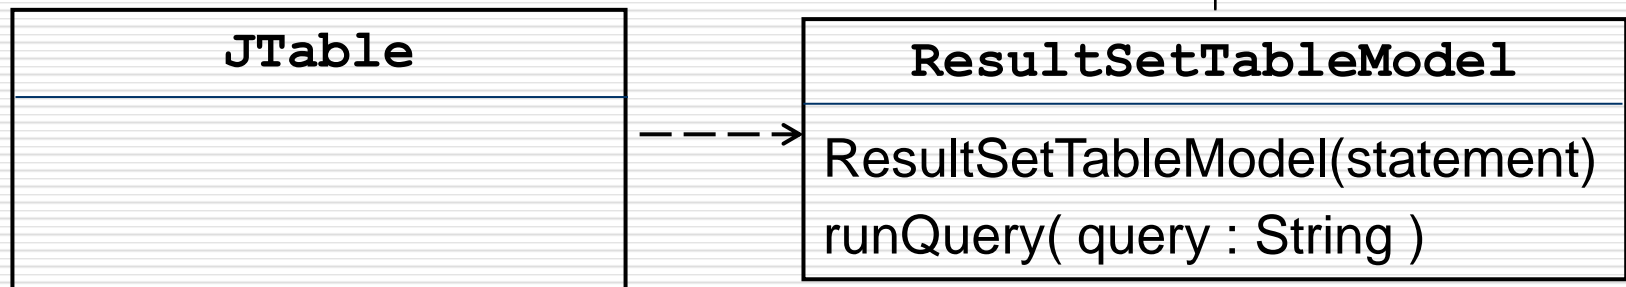 JTable
ResultSetTableModel
ResultSetTableModel(statement)
runQuery( query : String )